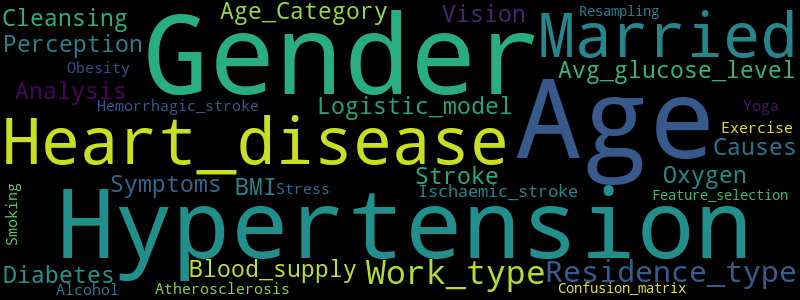 Cleansing
Age_Category
Vision
Resampling
Perception
Gender
Married
Obesity
Avg_glucose_level
Analysis
Hemorrhagic_stroke
Logistic_model
Age
Yoga
Heart_disease
Exercise
Causes
Symptoms
BMI
Stress
Stroke
Ischaemic_stroke
Oxygen
Feature_selection
Smoking
Hypertension
Diabetes
Blood_supply
Work_type
Residence_type
Alcohol
Atherosclerosis
Confusion_matrix